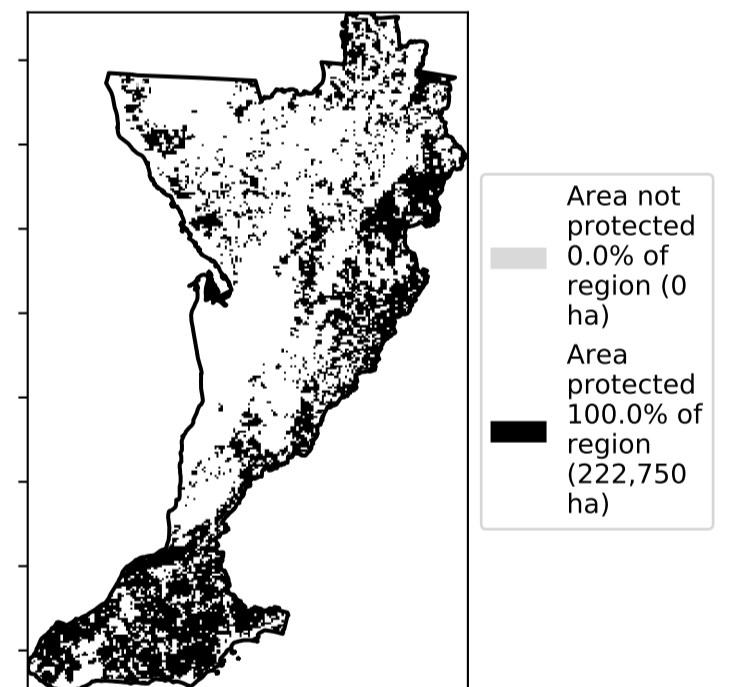 Area not
protected
0.0% of
region (0
ha)
Area
protected
100.0% of
region
(222,750
ha)